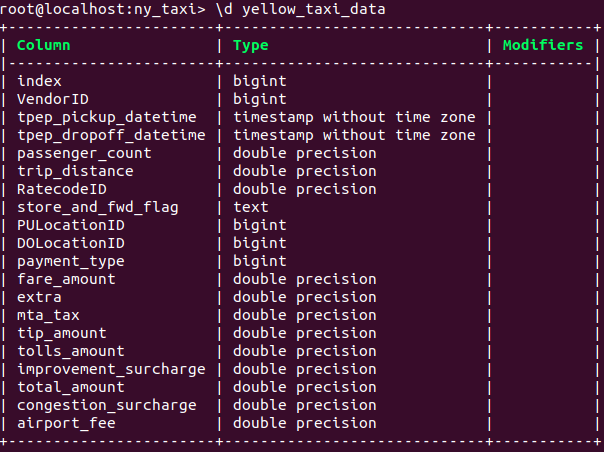 root@localhost:ny_taxi> \d yellow_taxi_data
+-----------------------+-----------------------------+-----------+
| Column                | Type                        | Modifiers |
|-----------------------+-----------------------------+-----------|
| index                 | bigint                      |           |
| VendorID              | bigint                      |           |
| tpep_pickup_datetime  | timestamp without time zone |           |
| tpep_dropoff_datetime | timestamp without time zone |           |
| passenger_count       | double precision            |           |
| trip_distance         | double precision            |           |
| RatecodeID            | double precision            |           |
| store_and_fwd_flag    | text                        |           |
| PULocationID          | bigint                      |           |
| DOLocationID          | bigint                      |           |
| payment_type          | bigint                      |           |
| fare_amount           | double precision            |           |
| extra                 | double precision            |           |
| mta_tax               | double precision            |           |
| tip_amount            | double precision            |           |
| tolls_amount          | double precision            |           |
| improvement_surcharge | double precision            |           |
| total_amount          | double precision            |           |
| congestion_surcharge  | double precision            |           |
| airport_fee           | double precision            |           |
+-----------------------+-----------------------------+-----------+